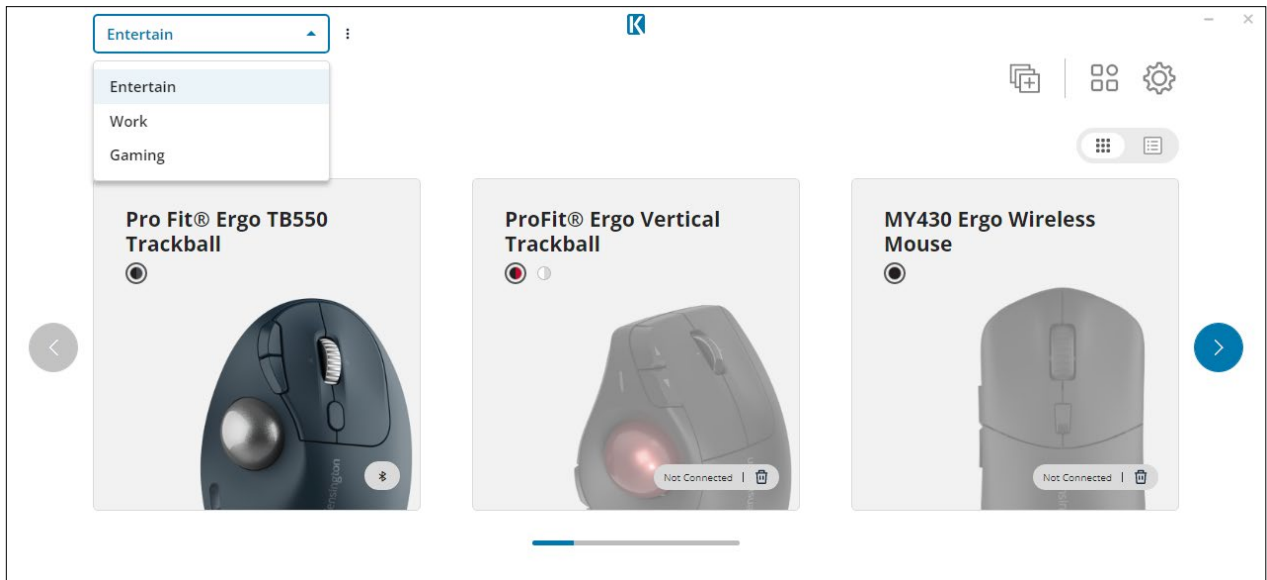 Entertain
K
Entertain
Work
Gaming
Pro Fit® Ergo TB550
Trackball
ProFit® Ergo Vertical
Trackball
MY430 Ergo Wireless
Mouse
Kensington
Not Connected
Not Connected